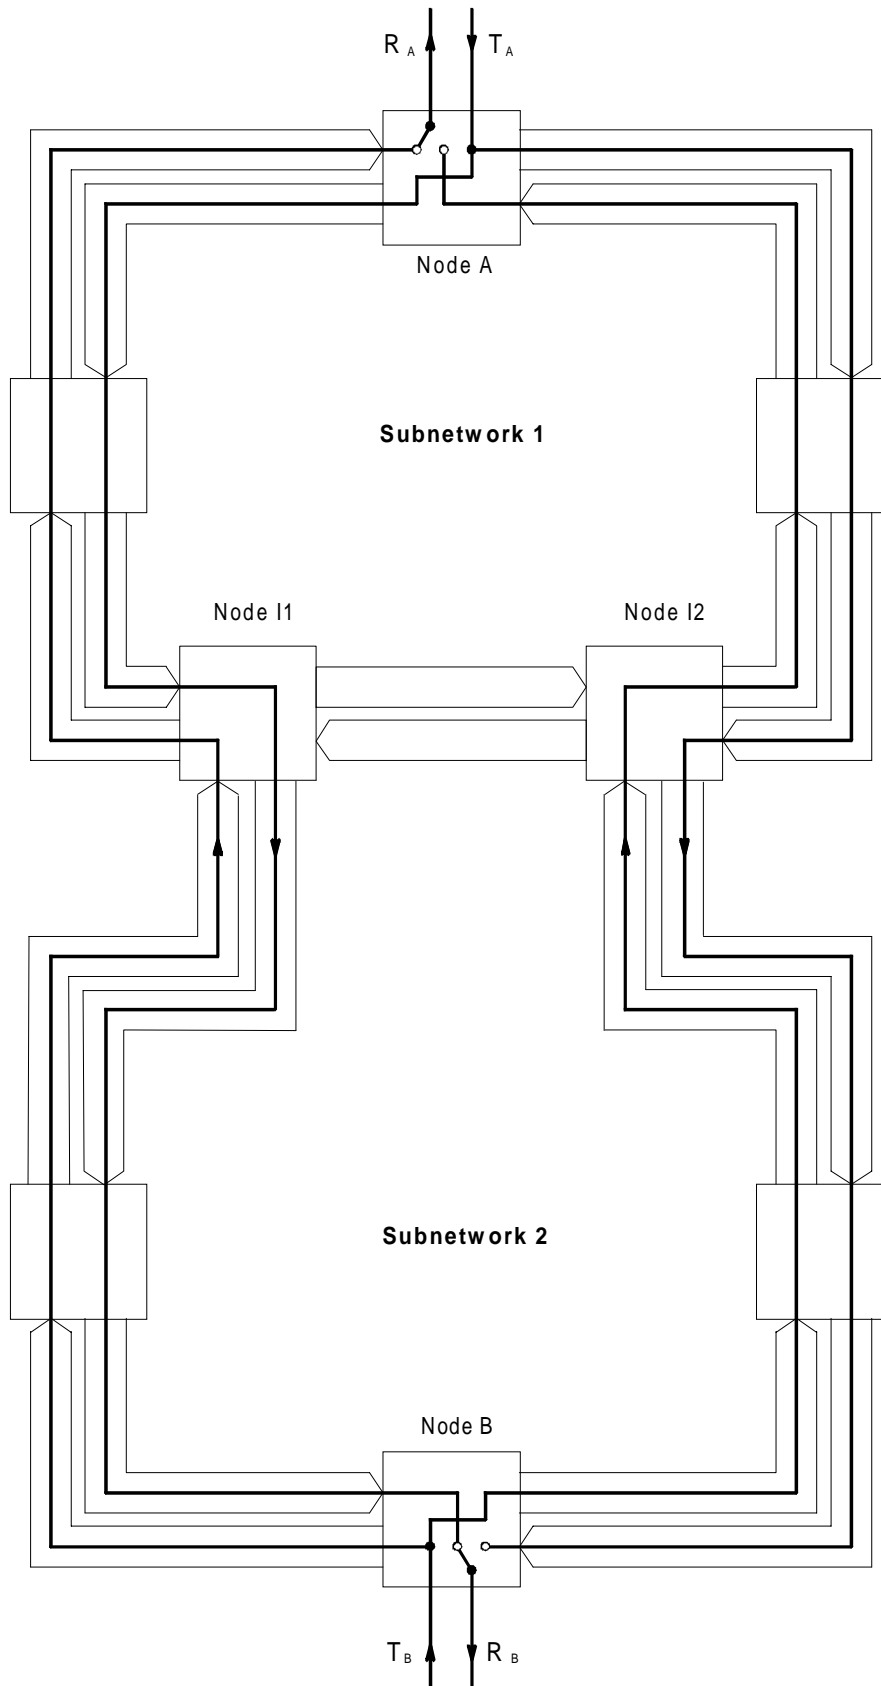 R A T A
Node A
Subnetwork 1
Node I1 Node I2
Subnetwork 2
Node B
T B R B